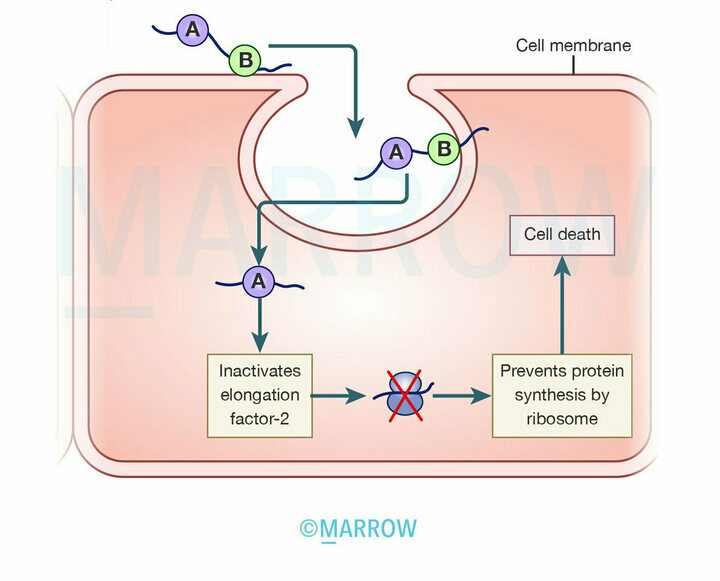 A
B
Cell membrane
A
B
MARROW
Cell death
A
Inactivates
elongation
factor-2
Prevents protein
synthesis by
ribosome
©MARROW